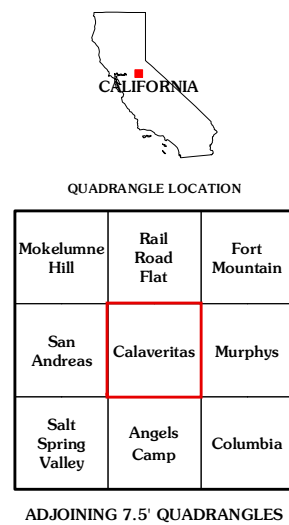 CALIFORNIA
QUADRANGLE LOCATION
Mokelumne
Hill
Rail
Road
Flat
Fort
Mountain
San
Andreas
Calaveritas
Murphys
Salt
Spring
Valley
Angels
Camp
Columbia
ADJOINING 7.5' QUADRANGLES